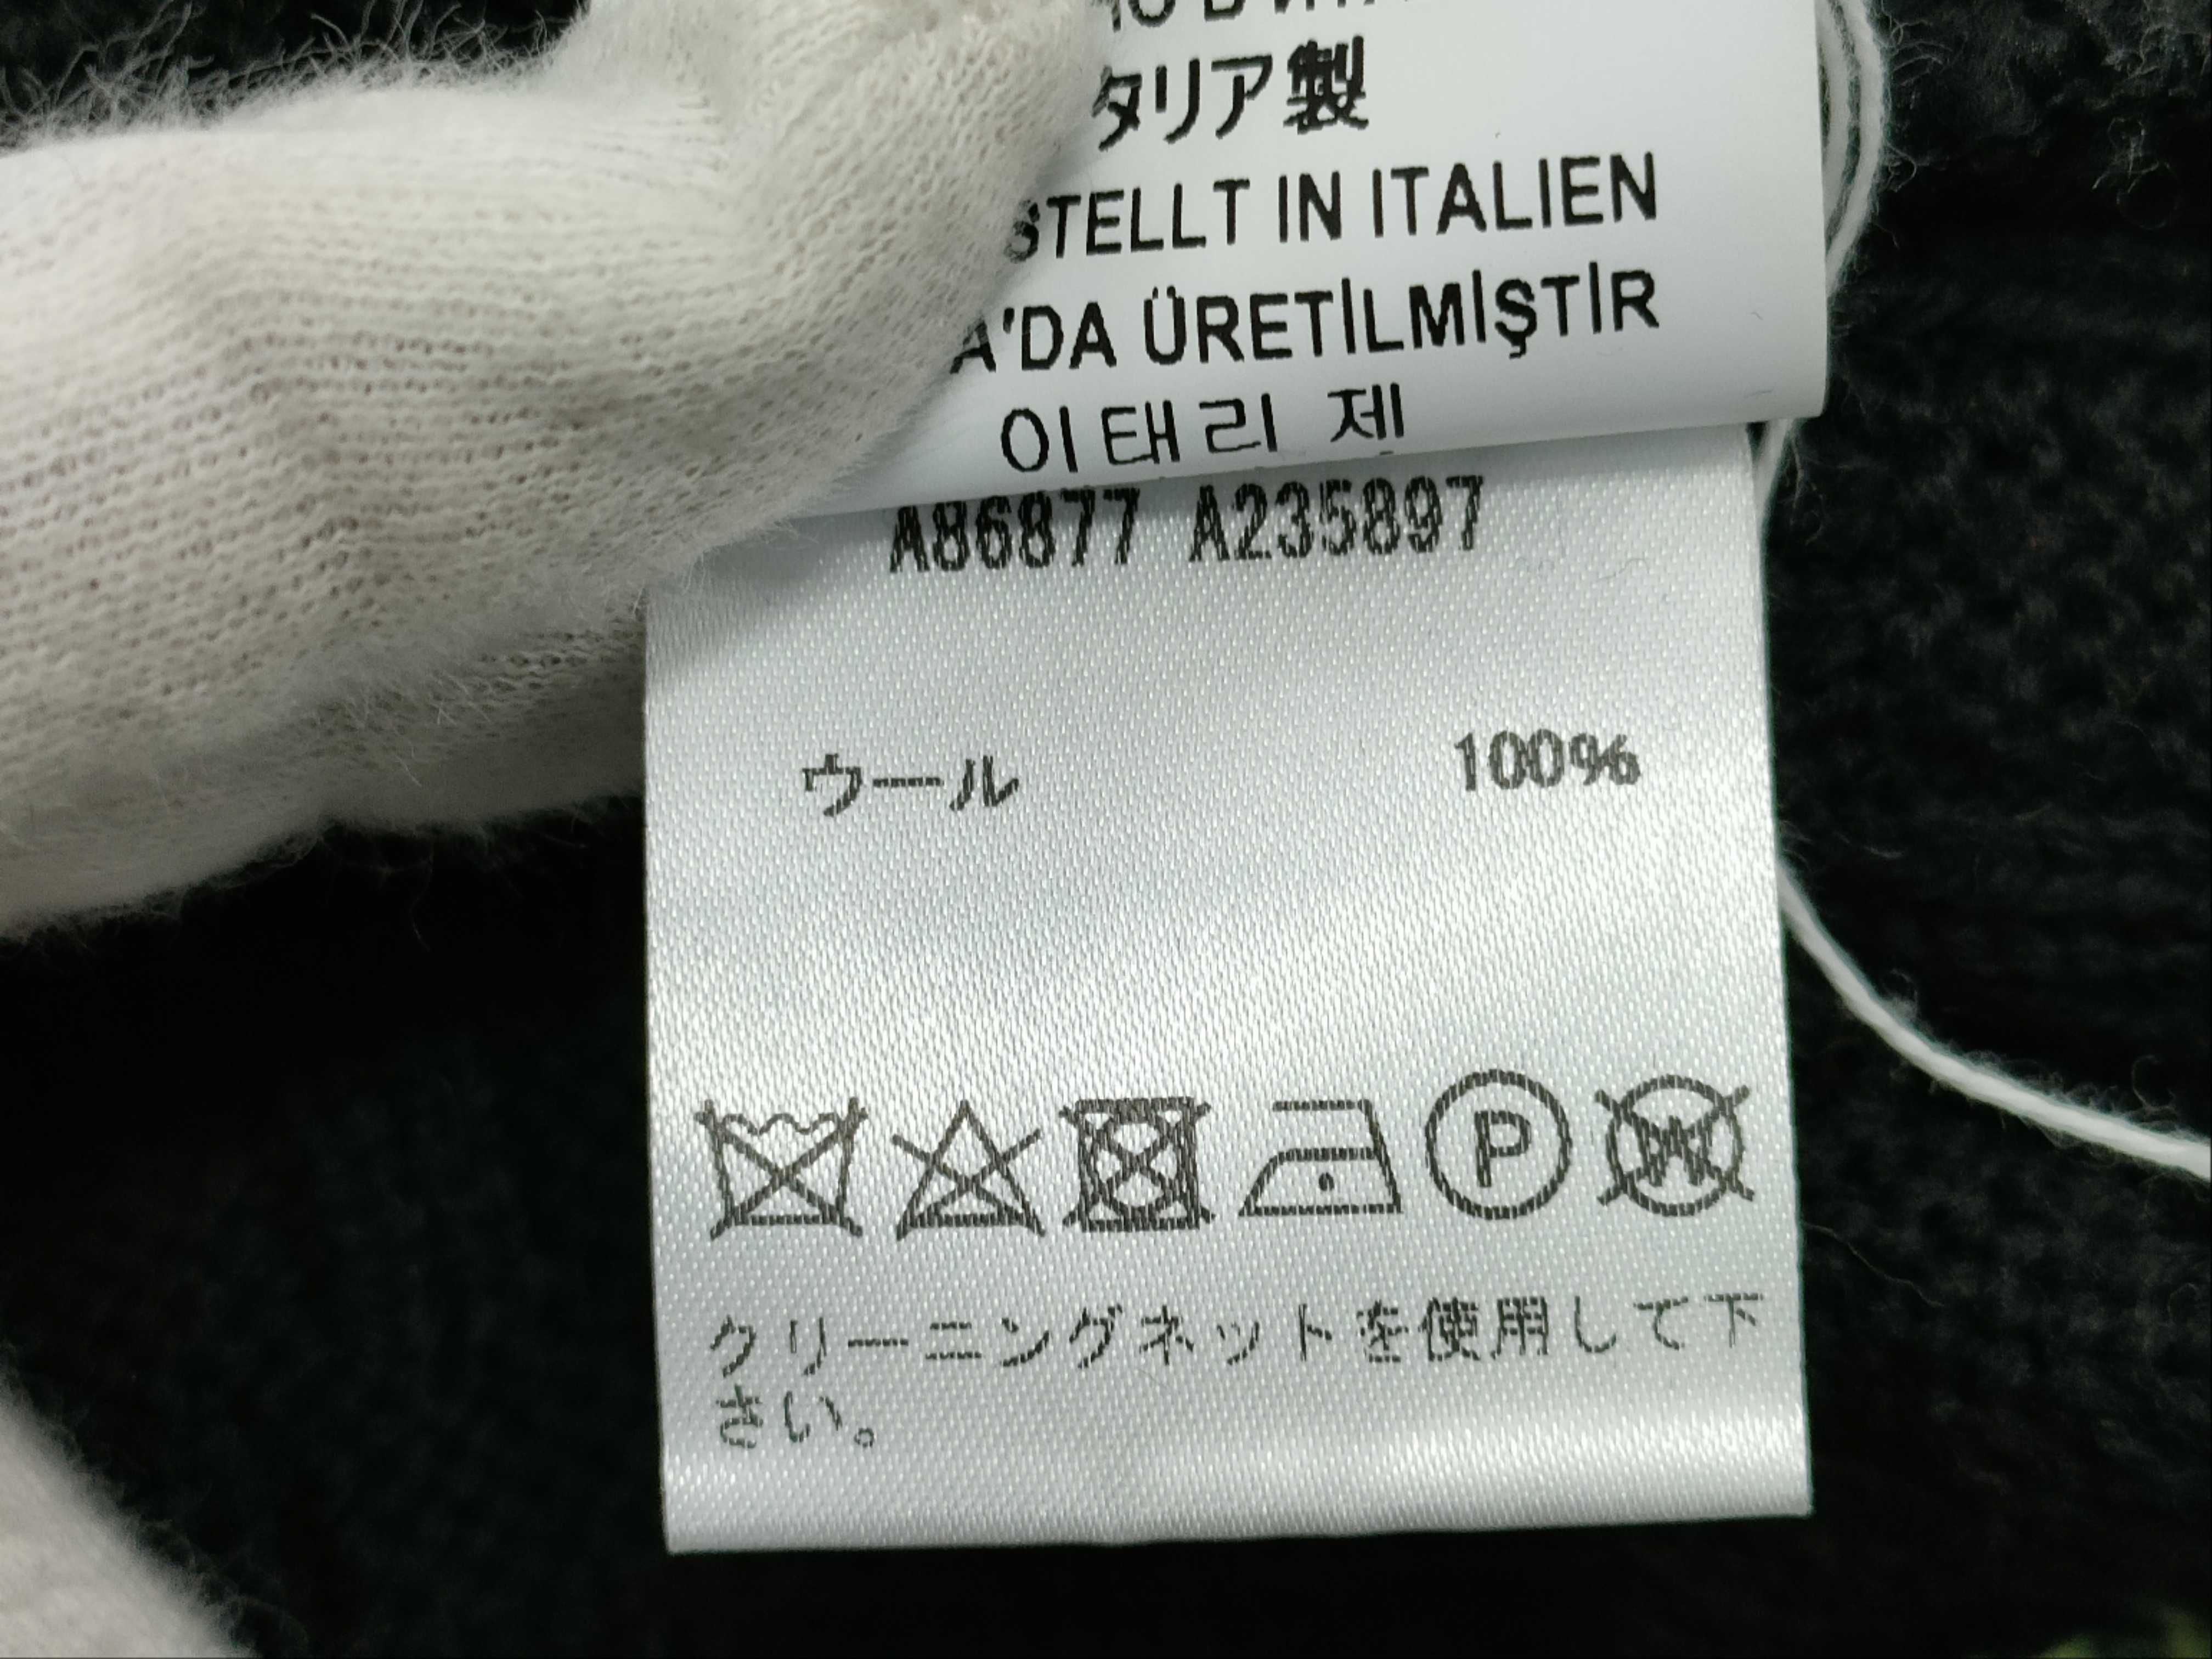 タリア製
STELLT IN ITALIEN
A'DA ÜRETİLMİŞTİR
이태리 제
A86877 A235897
ウール 100%
P W
クリーニングネットを使用して下
さい。